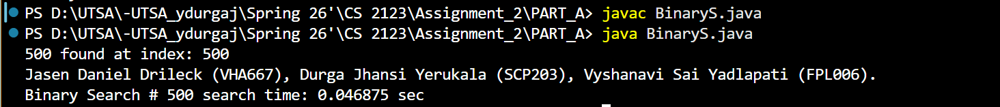 PS D:\UTSA\-UTSA_ydurgaj\Spring 26'\CS 2123\Assignment_2\PART_A> javac BinaryS.java
PS D:\UTSA\-UTSA_ydurgaj\Spring 26'\CS 2123\Assignment_2\PART_A> java BinaryS.java
500 found at index: 500
Jasen Daniel Drileck (VHA667), Durga Jhansi Yerukala (SCP203), Vyshanavi Sai Yadlapati (FPL006).
Binary Search # 500 search time: 0.046875 sec